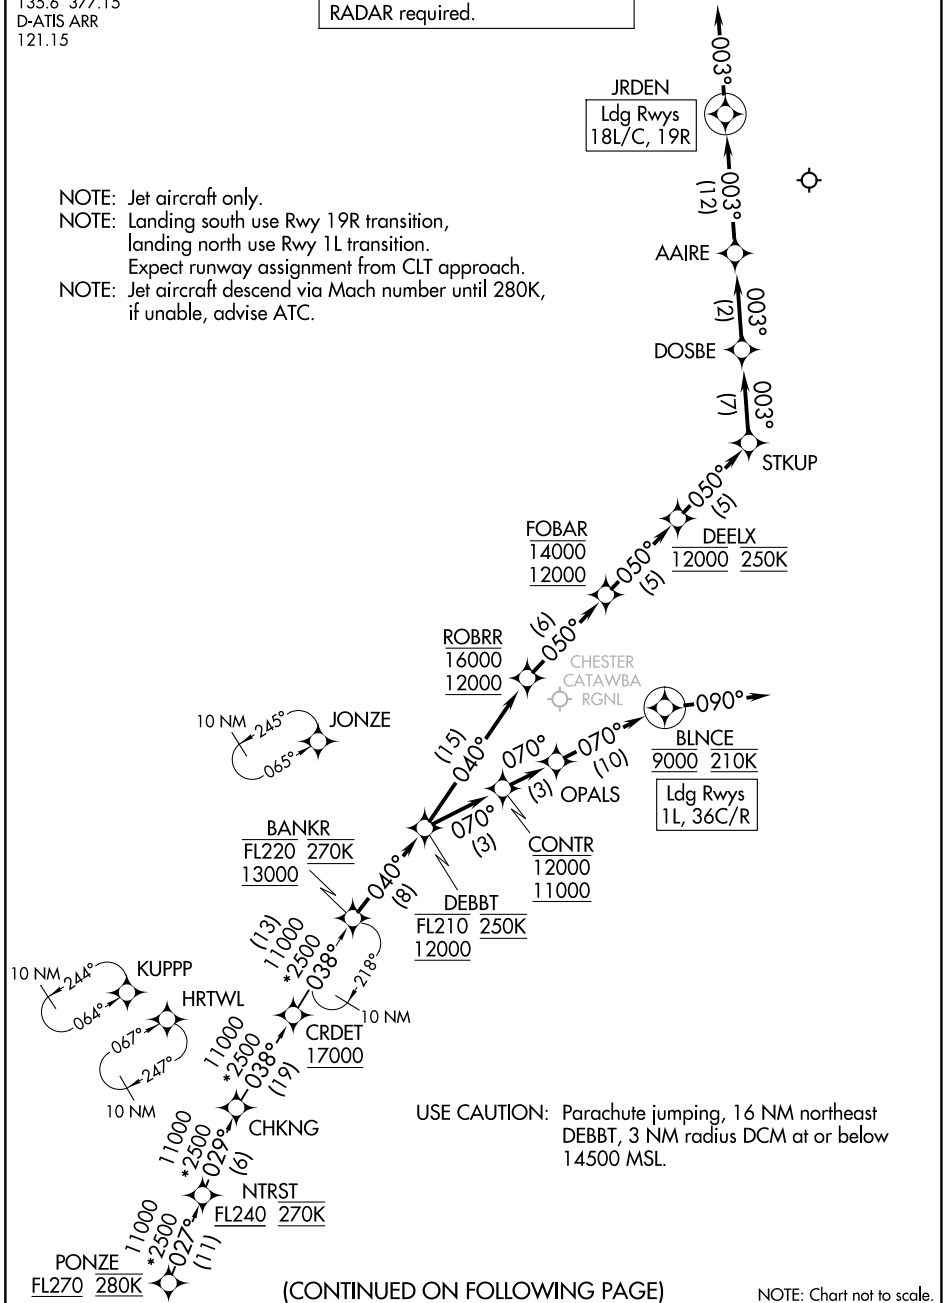 135.6 377.15
D-ATIS ARR
121.15
RADAR required.
003°
JRDEN
Ldg Rwys
18L/C, 19R
003°
(12)
NOTE: Jet aircraft only.
NOTE: Landing south use Rwy 19R transition,
landing north use Rwy 1L transition.
Expect runway assignment from CLT approach.
NOTE: Jet aircraft descend via Mach number until 280K,
if unable, advise ATC.
AAIRE
003°
(2)
DOSBE
003°
(7)
STKUP
050°
(5)
DEELX
12000 250K
FOBAR
14000
12000
050°
(5)
(6)
050°
ROBRR
16000
12000
CHESTER
CATAWBA
RGNL
10 NM
245°
065°
JONZE
(15)
040°
070°
(3)
070°
(10)
090°
BLNCE
9000 210K
Ldg Rwys
1L, 36C/R
OPALS
070°
(3)
CONTR
12000
11000
BANKR
FL220 270K
13000
040°
(8)
DEBBT
FL210 250K
12000
(13)
11000
*2500
038°
218°
10 NM
10 NM
244°
064°
KUPPP
HRTWL
067°
247°
10 NM
CRDET
17000
11000
*2500
038°
(19)
CHKNG
USE CAUTION: Parachute jumping, 16 NM northeast
DEBBT, 3 NM radius DCM at or below
14500 MSL.
11000
*2500
029°
(6)
NTRST
FL240 270K
11000
*2500
027°
(11)
PONZE
FL270 280K
(CONTINUED ON FOLLOWING PAGE)
NOTE: Chart not to scale.